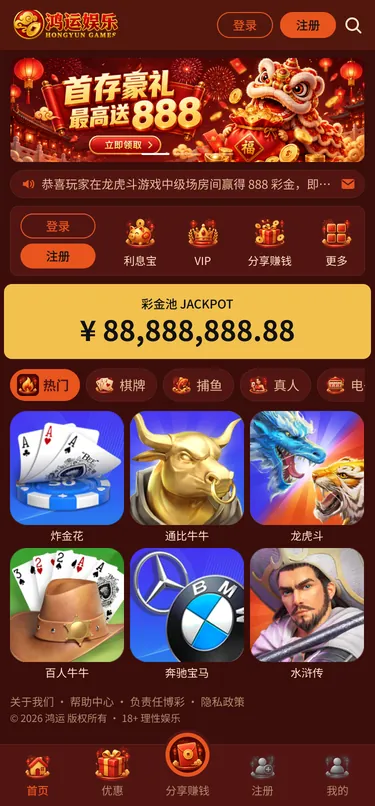 鸿运娱乐
HONGYUN GAMES
登录
注册
首存豪礼
最高送888
立即领取
福
恭喜玩家在龙虎斗游戏中级场房间赢得 888 彩金，即…
登录
注册
利息宝
VIP
分享赚钱
更多
彩金池 JACKPOT
¥ 88,888,888.88
热门
棋牌
捕鱼
真人
电
炸金花
通比牛牛
龙虎斗
BMW
百人牛牛
奔驰宝马
水浒传
关于我们 • 帮助中心 • 负责任博彩 • 隐私政策
© 2026 鸿运 版权所有 • 18+ 理性娱乐
首页
优惠
分享赚钱
注册
我的